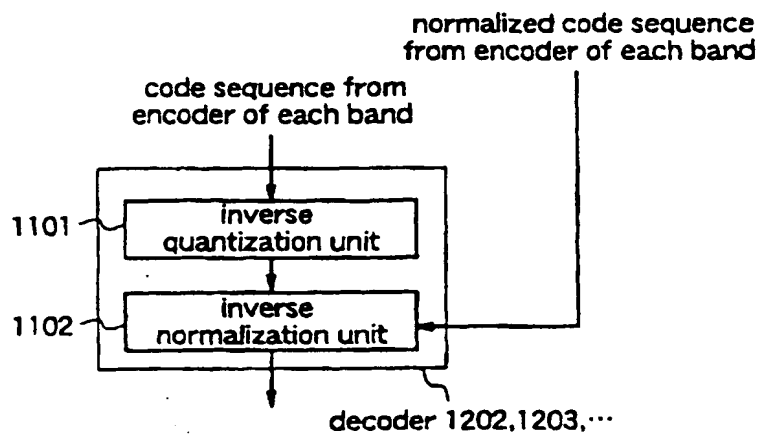 normalized code sequence
from encoder of each band
code sequence from
encoder of each band
1101
inverse
quantization unit
1102
inverse
normalization unit
decoder 1202,1203,…